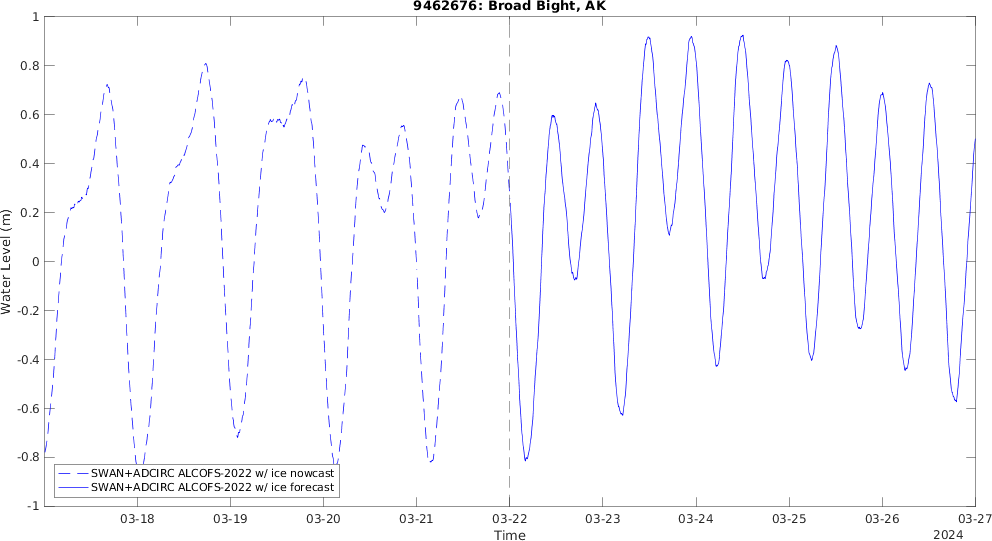 9462676: Broad Bight, AK
Water Level (m)
1
0.8
0.6
0.4
0.2
0
-0.2
-0.4
-0.6
-0.8
-1
SWAN+ADCIRC ALCOFS-2022 w/ ice nowcast
SWAN+ADCIRC ALCOFS-2022 w/ ice forecast
03-18 03-19 03-20 03-21 03-22 03-23 03-24 03-25 03-26 03-27
Time
2024